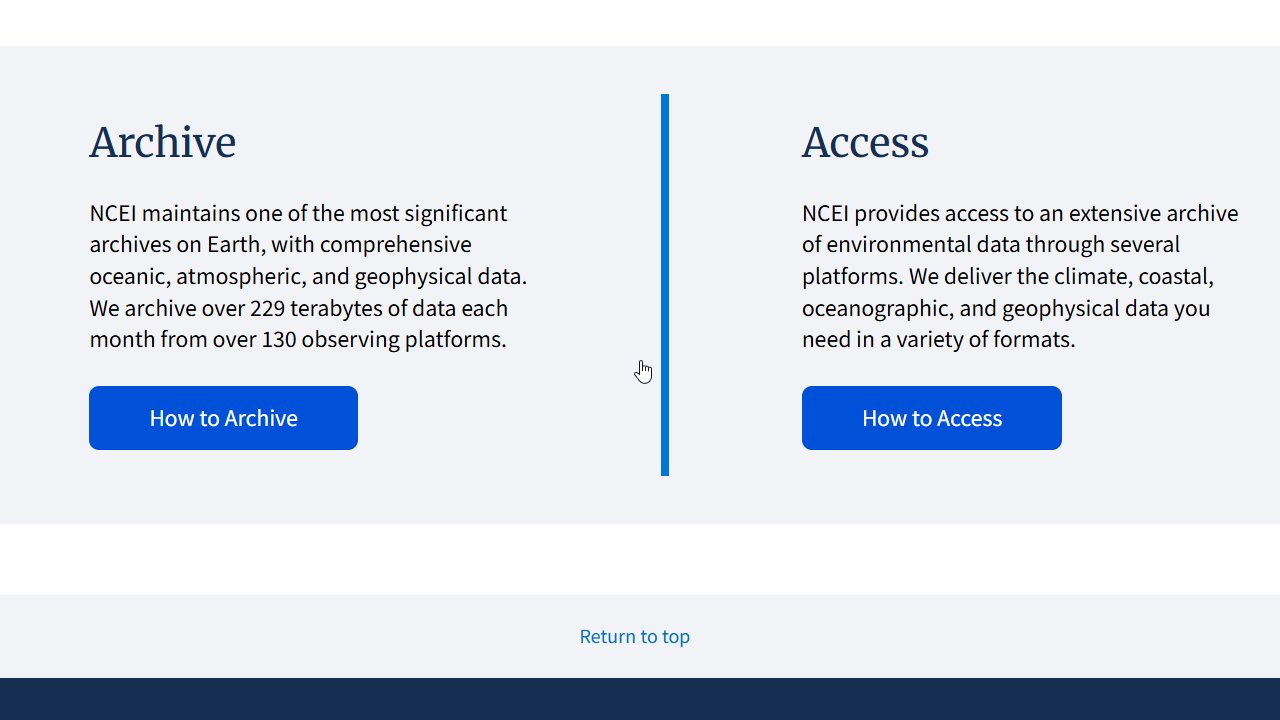 Archive
NCEI maintains one of the most significant
archives on Earth, with comprehensive
oceanic, atmospheric, and geophysical data.
We archive over 229 terabytes of data each
month from over 130 observing platforms.
How to Archive
Access
NCEI provides access to an extensive archive
of environmental data through several
platforms. We deliver the climate, coastal,
oceanographic, and geophysical data you
need in a variety of formats.
How to Access
Return to top